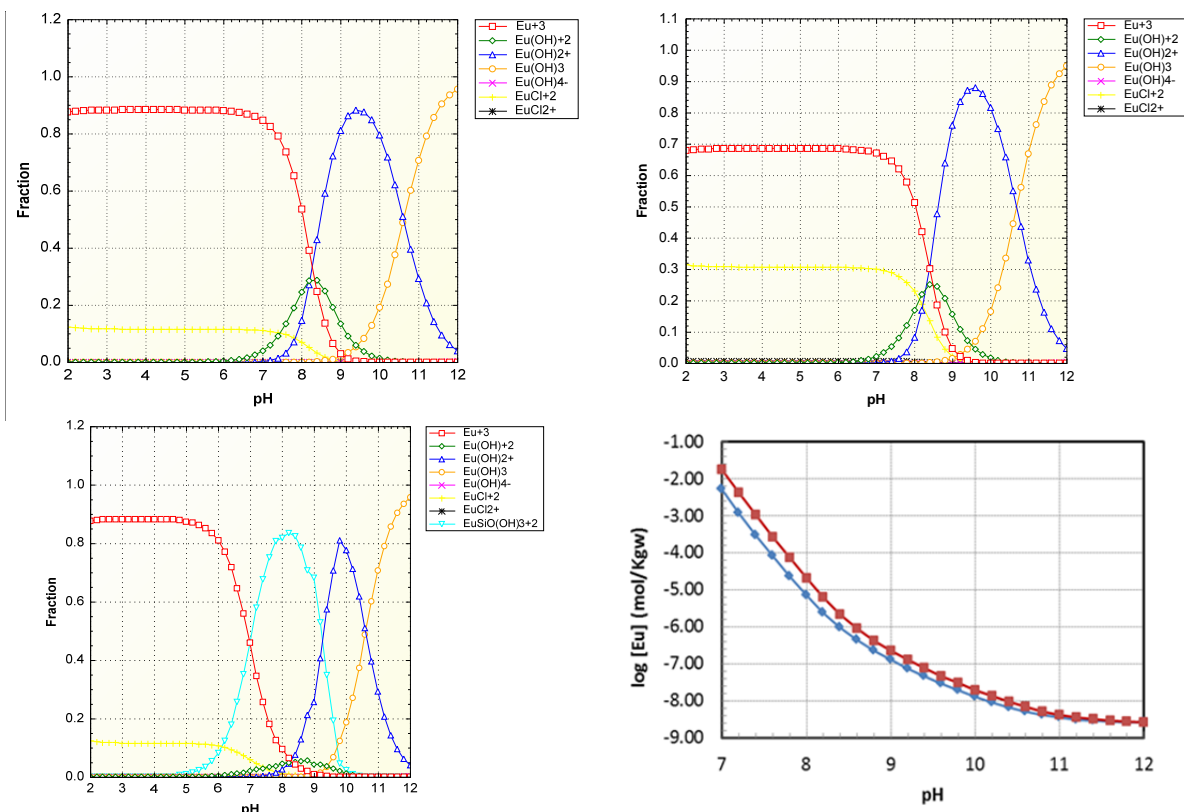 1.2
1.0
0.8
0.6
0.4
0.2
0.0
Fraction
2 3 4 5 6 7 8 9 10 11 12
pH
Eu+3
Eu(OH)+2
Eu(OH)2+
Eu(OH)3
Eu(OH)4-
EuCl+2
EuCl2+
1.1
1.0
0.9
0.8
0.7
0.6
0.5
0.4
0.3
0.2
0.1
0.0
Fraction
2 3 4 5 6 7 8 9 10 11 12
pH
Eu+3
Eu(OH)+2
Eu(OH)2+
Eu(OH)3
Eu(OH)4-
EuCl+2
EuCl2+
1.2
1.0
0.8
0.6
0.4
0.2
0.0
Fraction
2 3 4 5 6 7 8 9 10 11 12
pH
Eu+3
Eu(OH)+2
Eu(OH)2+
Eu(OH)3
Eu(OH)4-
EuCl+2
EuCl2+
EuSiO(OH)3+2
-1.00
-2.00
-3.00
-4.00
-5.00
-6.00
-7.00
-8.00
-9.00
log [Eu] (mol/Kgw)
7 8 9 10 11 12
pH